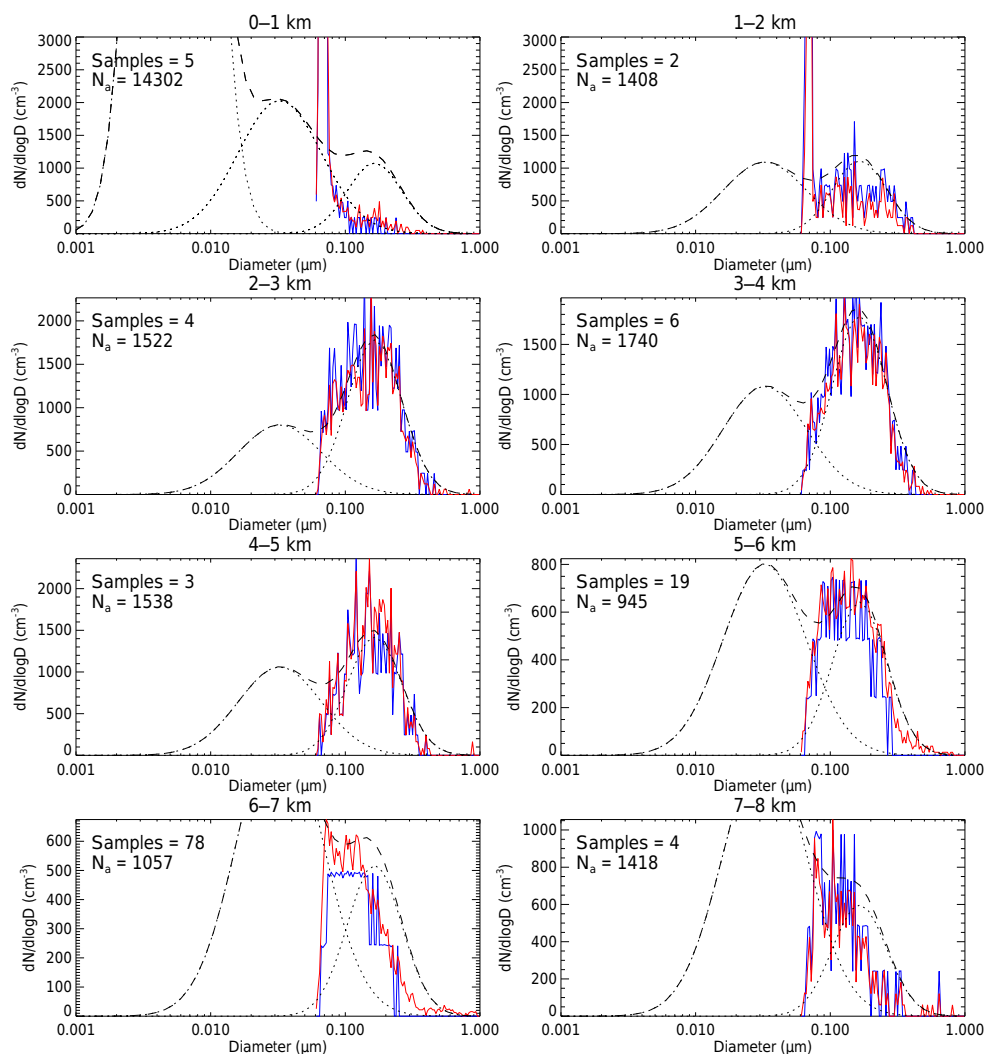 0–1 km
1–2 km
3000
2500
2000
1500
1000
500
0
dN/dlogD (cm⁻³)
Samples = 5
Nₐ = 14302
0.001
0.010
0.100
1.000
Diameter (µm)
3000
2500
2000
1500
1000
500
0
dN/dlogD (cm⁻³)
Samples = 2
Nₐ = 1408
0.001
0.010
0.100
1.000
Diameter (µm)
2–3 km
3–4 km
2000
1500
1000
500
0
dN/dlogD (cm⁻³)
Samples = 4
Nₐ = 1522
0.001
0.010
0.100
1.000
Diameter (µm)
1500
1000
500
0
dN/dlogD (cm⁻³)
Samples = 6
Nₐ = 1740
0.001
0.010
0.100
1.000
Diameter (µm)
4–5 km
5–6 km
2000
1500
1000
500
0
dN/dlogD (cm⁻³)
Samples = 3
Nₐ = 1538
0.001
0.010
0.100
1.000
Diameter (µm)
800
600
400
200
0
dN/dlogD (cm⁻³)
Samples = 19
Nₐ = 945
0.001
0.010
0.100
1.000
Diameter (µm)
6–7 km
7–8 km
600
500
400
300
200
100
0
dN/dlogD (cm⁻³)
Samples = 78
Nₐ = 1057
0.001
0.010
0.100
1.000
Diameter (µm)
1000
800
600
400
200
0
dN/dlogD (cm⁻³)
Samples = 4
Nₐ = 1418
0.001
0.010
0.100
1.000
Diameter (µm)